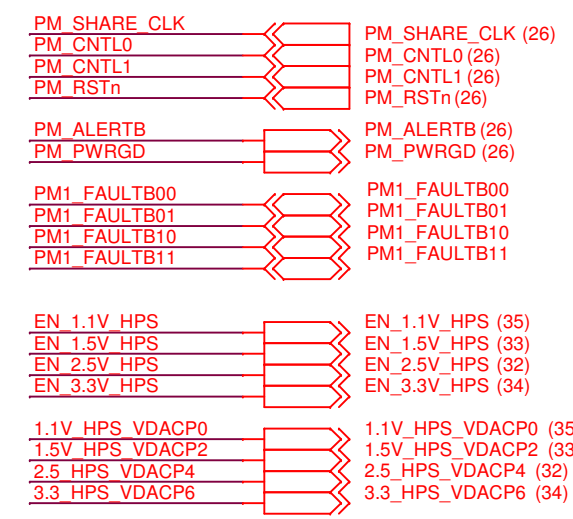 PM_SHARE_CLK PM_SHARE_CLK (26)
PM_CNTL0 PM_CNTL0 (26)
PM_CNTL1 PM_CNTL1 (26)
PM_RSTn PM_RSTn (26)
PM_ALERTB PM_ALERTB (26)
PM_PWRGD PM_PWRGD (26)
PM1_FAULTB00 PM1_FAULTB00
PM1_FAULTB01 PM1_FAULTB01
PM1_FAULTB10 PM1_FAULTB10
PM1_FAULTB11 PM1_FAULTB11
EN_1.1V_HPS EN_1.1V_HPS (35)
EN_1.5V_HPS EN_1.5V_HPS (33)
EN_2.5V_HPS EN_2.5V_HPS (32)
EN_3.3V_HPS EN_3.3V_HPS (34)
1.1V_HPS_VDACP0 1.1V_HPS_VDACP0 (35
1.5V_HPS_VDACP2 1.5V_HPS_VDACP2 (33
2.5_HPS_VDACP4 2.5_HPS_VDACP4 (32)
3.3_HPS_VDACP6 3.3_HPS_VDACP6 (34)